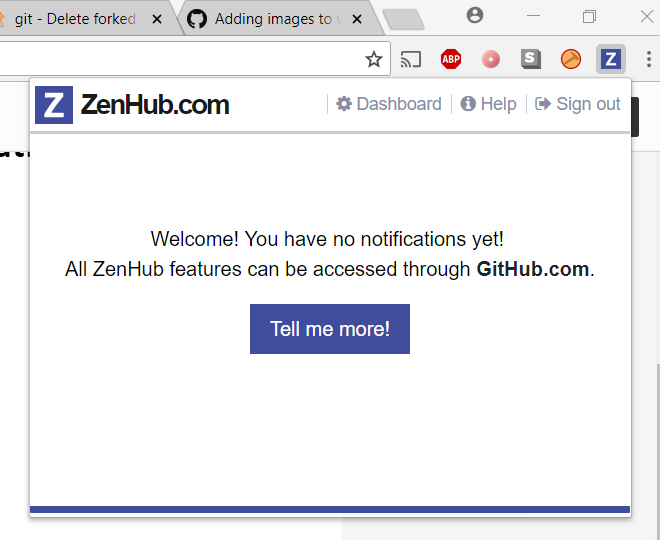 git - Delete forked
Adding images to
ABP
S
Z
Z ZenHub.com
Dashboard
Help
Sign out
Welcome! You have no notifications yet!
All ZenHub features can be accessed through GitHub.com.
Tell me more!